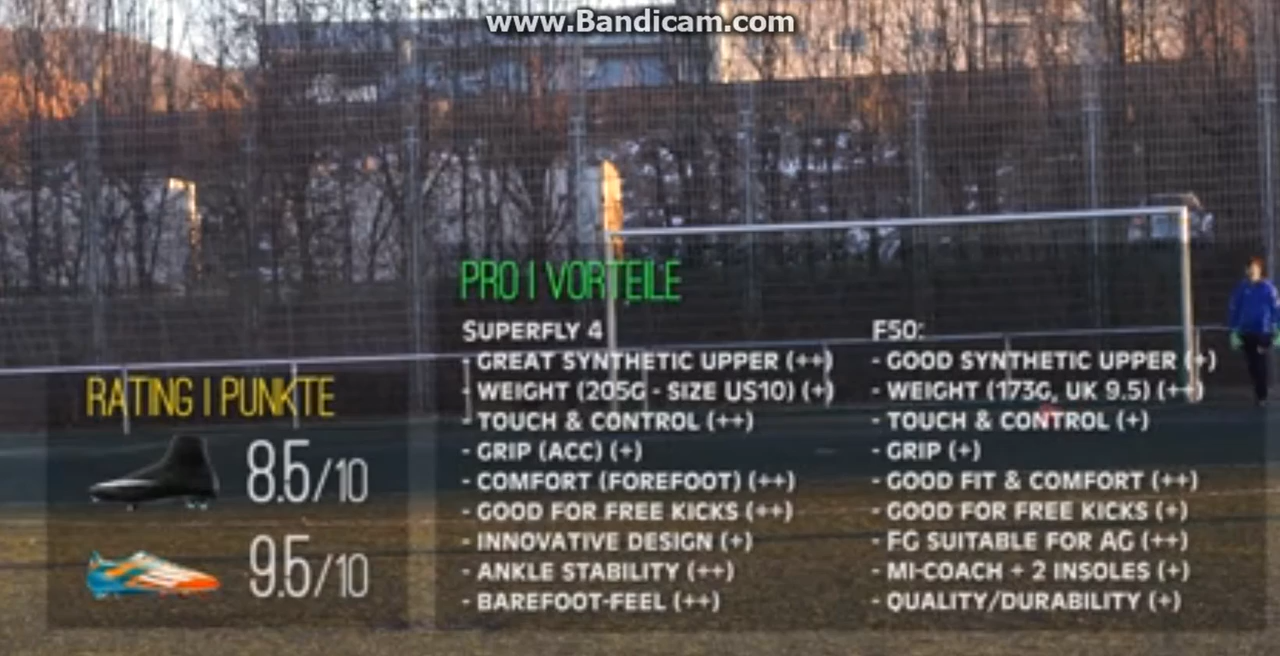 www.Bandicam.com
PRO | VORTEILE
SUPERFLY 4
- GREAT SYNTHETIC UPPER (++)
- WEIGHT (205G - SIZE US10) (+)
- TOUCH & CONTROL (++)
- GRIP (ACC) (+)
- COMFORT (FOREFOOT) (++)
- GOOD FOR FREE KICKS (++)
- INNOVATIVE DESIGN (+)
- ANKLE STABILITY (++)
- BAREFOOT-FEEL (++)
F50:
- GOOD SYNTHETIC UPPER (+)
- WEIGHT (173G, UK 9.5) (++)
- TOUCH & CONTROL (+)
- GRIP (+)
- GOOD FIT & COMFORT (++)
- GOOD FOR FREE KICKS (+)
- FG SUITABLE FOR AG (++)
- MI-COACH + 2 INSOLES (+)
- QUALITY/DURABILITY (+)
RATING | PUNKTE
8.5/10
9.5/10